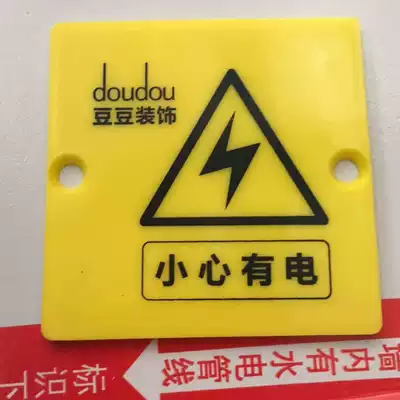 doudou
豆豆装饰
小心有电
墙内有水电管线
标识下